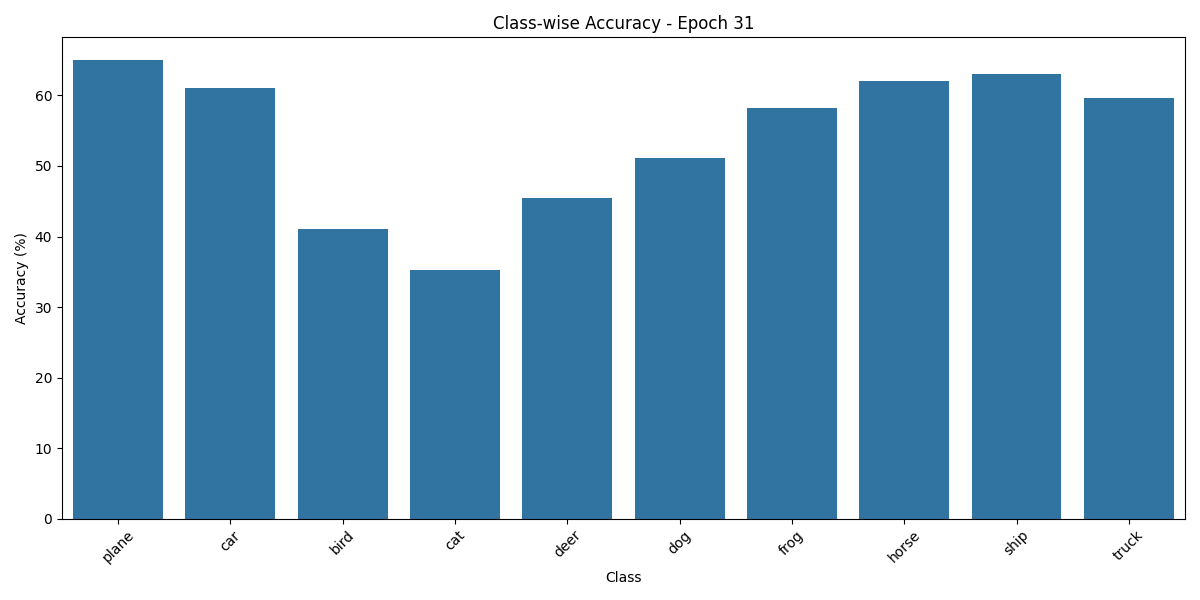 Class-wise Accuracy - Epoch 31
Accuracy (%)
60
50
40
30
20
10
0
plane car bird cat deer dog frog horse ship truck
Class